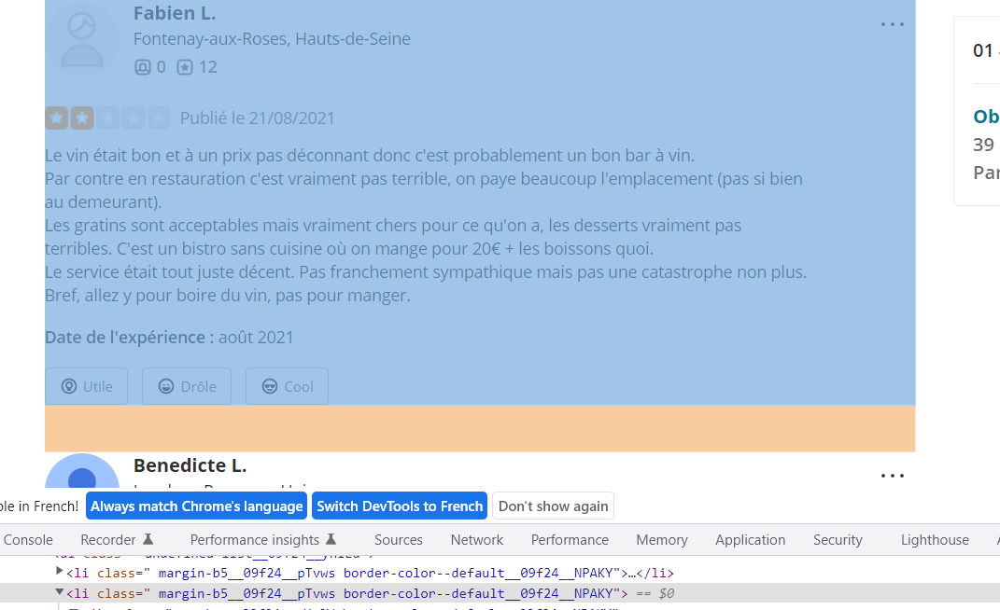 Fabien L.
Fontenay-aux-Roses, Hauts-de-Seine
0 12
Publié le 21/08/2021
Le vin était bon et à un prix pas déconnant donc c'est probablement un bon bar à vin.
Par contre en restauration c'est vraiment pas terrible, on paye beaucoup l'emplacement (pas si bien
au demeurant).
Les gratins sont acceptables mais vraiment chers pour ce qu'on a, les desserts vraiment pas
terribles. C'est un bistro sans cuisine où on mange pour 20€ + les boissons quoi.
Le service était tout juste décent. Pas franchement sympathique mais pas une catastrophe non plus.
Bref, allez y pour boire du vin, pas pour manger.
Date de l'expérience : août 2021
Utile Drôle Cool
01
Ob
39
Par
Benedicte L.
ble in French! Always match Chrome's language Switch DevTools to French Don't show again
Console Recorder Performance insights Sources Network Performance Memory Application Security Lighthouse
<li class=" margin-b5__09f24__pTvws border-color--default__09f24__NPAKY">…</li>
<li class=" margin-b5__09f24__pTvws border-color--default__09f24__NPAKY"> == $0